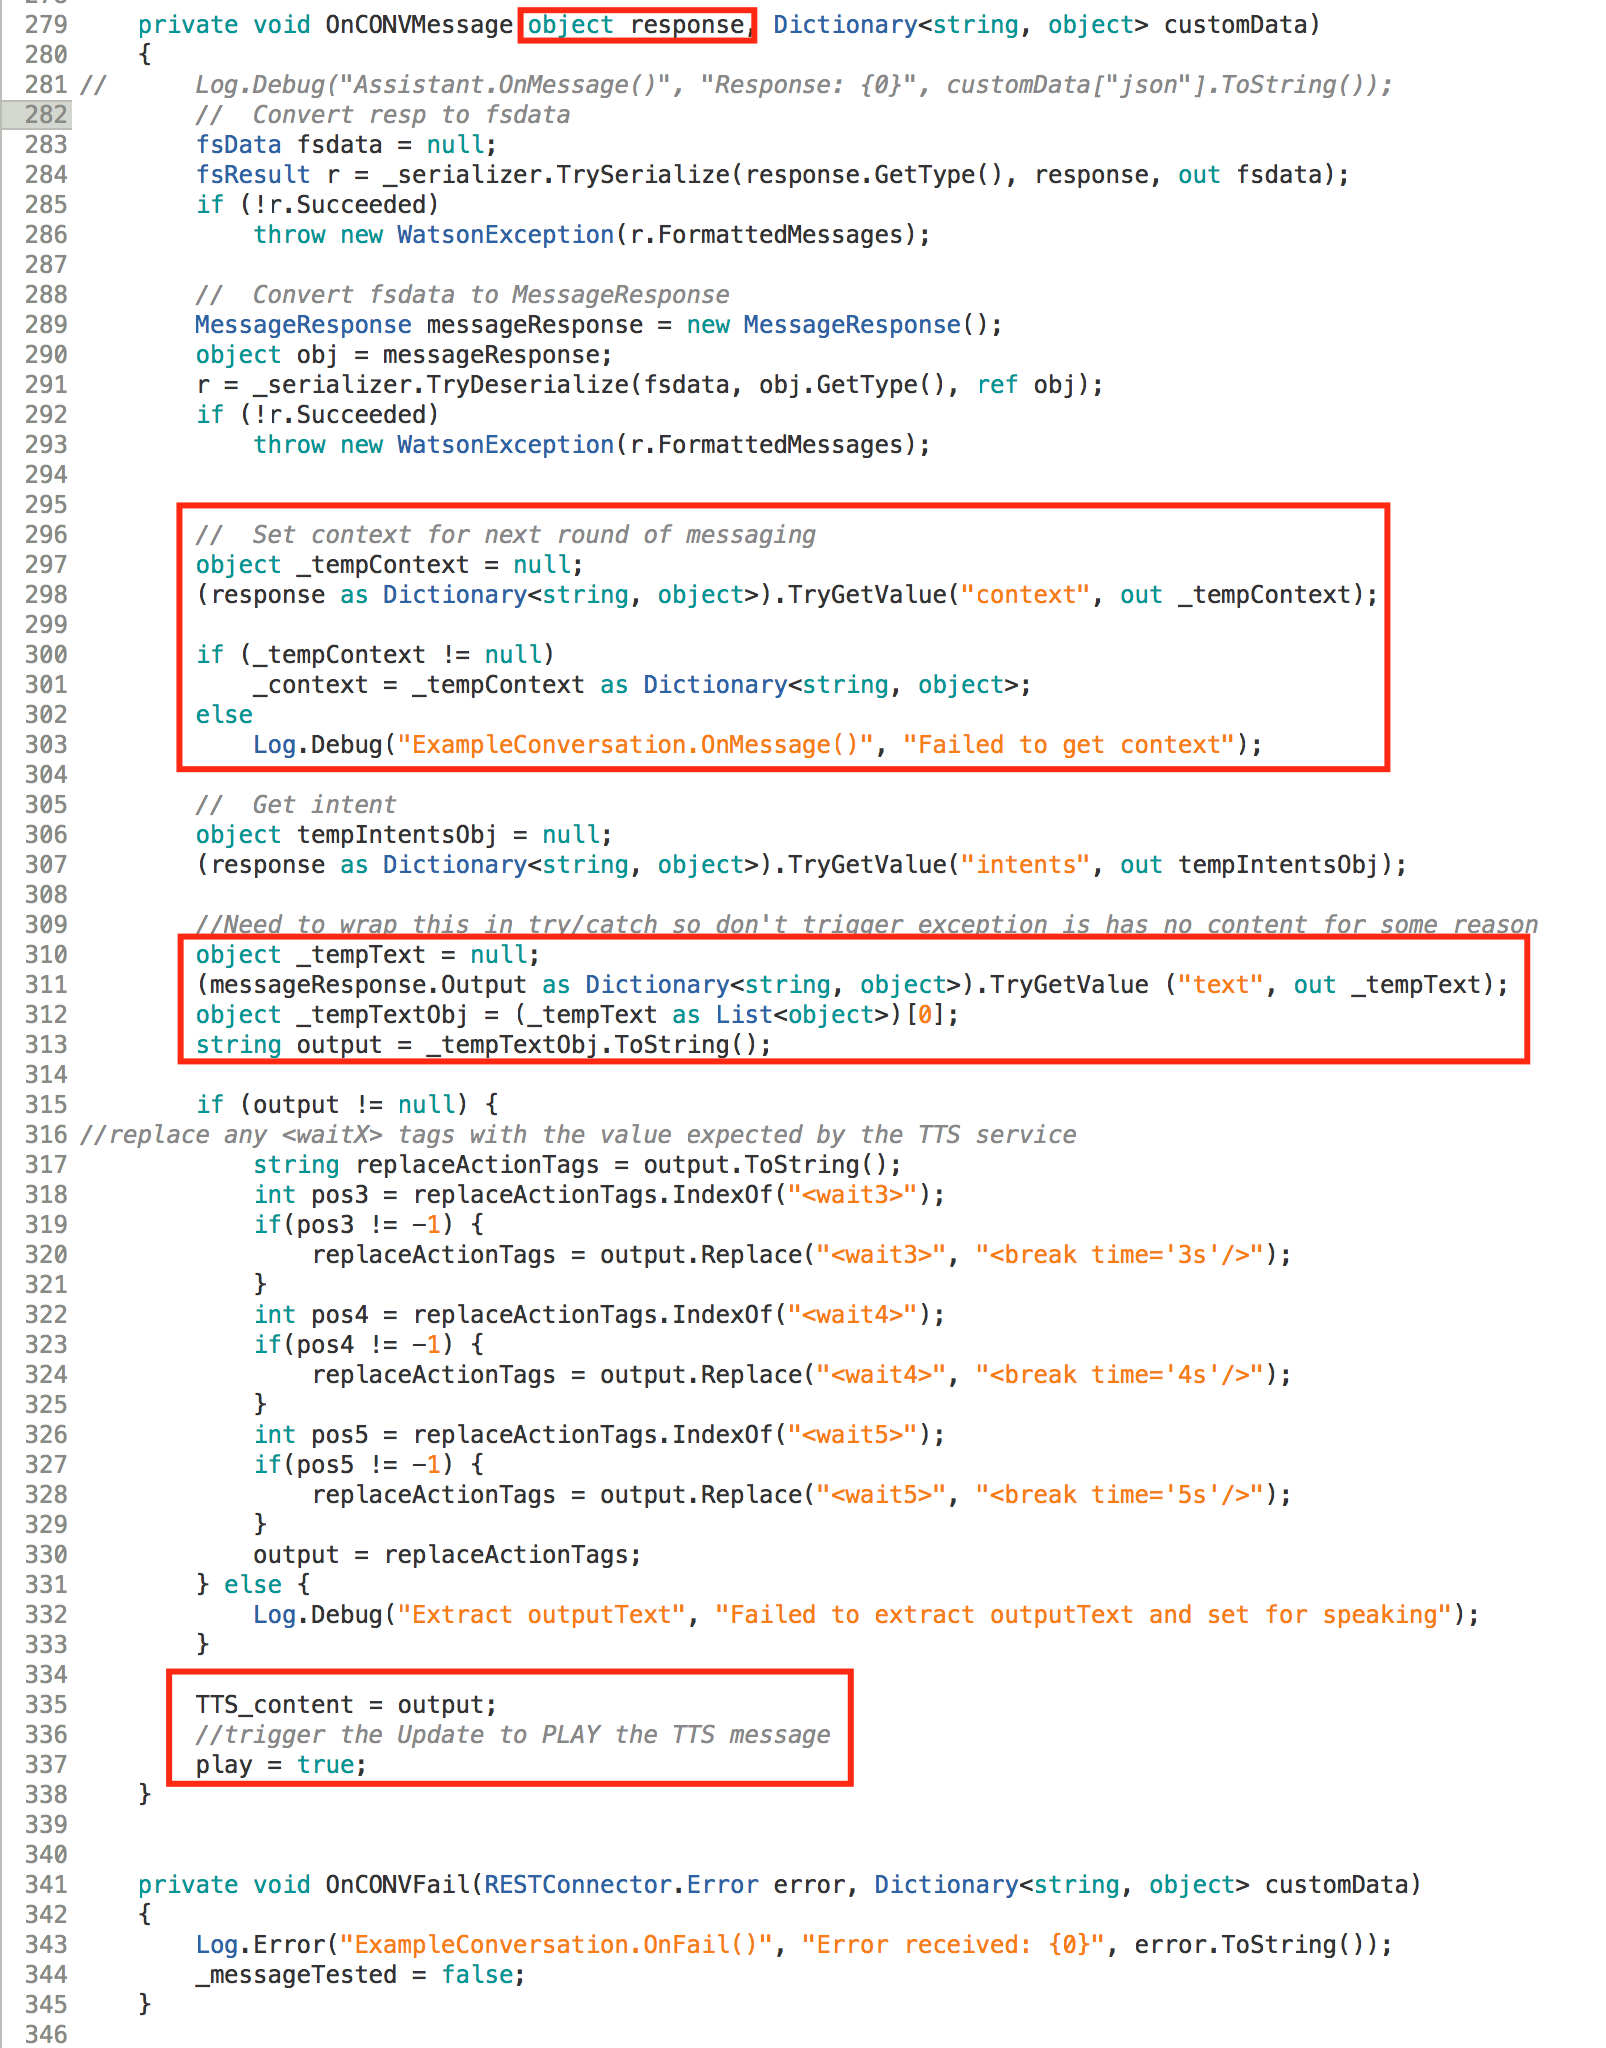 279 private void OnCONVMessage(object response, Dictionary<string, object> customData)
280 {
281 // Log.Debug("Assistant.OnMessage()", "Response: {0}", customData["json"].ToString());
282 // Convert resp to fsdata
283 fsData fsdata = null;
284 fsResult r = _serializer.TrySerialize(response.GetType(), response, out fsdata);
285 if (!r.Succeeded)
286 throw new WatsonException(r.FormattedMessages);
287
288 // Convert fsdata to MessageResponse
289 MessageResponse messageResponse = new MessageResponse();
290 object obj = messageResponse;
291 r = _serializer.TryDeserialize(fsdata, obj.GetType(), ref obj);
292 if (!r.Succeeded)
293 throw new WatsonException(r.FormattedMessages);
294
295
296 // Set context for next round of messaging
297 object _tempContext = null;
298 (response as Dictionary<string, object>).TryGetValue("context", out _tempContext);
299
300 if (_tempContext != null)
301 _context = _tempContext as Dictionary<string, object>;
302 else
303 Log.Debug("ExampleConversation.OnMessage()", "Failed to get context");
304
305 // Get intent
306 object tempIntentsObj = null;
307 (response as Dictionary<string, object>).TryGetValue("intents", out tempIntentsObj);
308
309 //Need to wrap this in try/catch so don't trigger exception is has no content for some reason
310 object _tempText = null;
311 (messageResponse.Output as Dictionary<string, object>).TryGetValue ("text", out _tempText);
312 object _tempTextObj = (_tempText as List<object>)[0];
313 string output = _tempTextObj.ToString();
314
315 if (output != null) {
316 //replace any <waitX> tags with the value expected by the TTS service
317 string replaceActionTags = output.ToString();
318 int pos3 = replaceActionTags.IndexOf("<wait3>");
319 if(pos3 != -1) {
320 replaceActionTags = output.Replace("<wait3>", "<break time='3s'/>");
321 }
322 int pos4 = replaceActionTags.IndexOf("<wait4>");
323 if(pos4 != -1) {
324 replaceActionTags = output.Replace("<wait4>", "<break time='4s'/>");
325 }
326 int pos5 = replaceActionTags.IndexOf("<wait5>");
327 if(pos5 != -1) {
328 replaceActionTags = output.Replace("<wait5>", "<break time='5s'/>");
329 }
330 output = replaceActionTags;
331 } else {
332 Log.Debug("Extract outputText", "Failed to extract outputText and set for speaking");
333 }
334
335 TTS_content = output;
336 //trigger the Update to PLAY the TTS message
337 play = true;
338 }
339
340
341 private void OnCONVFail(RESTConnector.Error error, Dictionary<string, object> customData)
342 {
343 Log.Error("ExampleConversation.OnFail()", "Error received: {0}", error.ToString());
344 _messageTested = false;
345 }
346